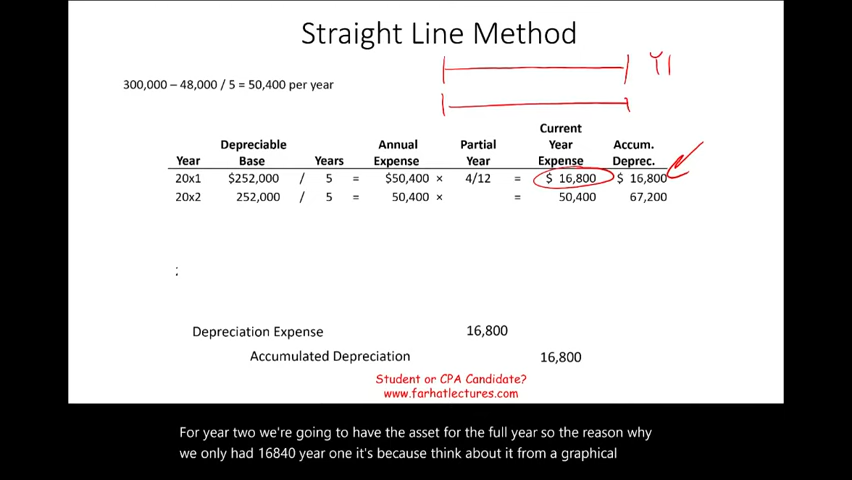 Straight Line Method
Y1
300,000 – 48,000 / 5 = 50,400 per year
Current
Depreciable Annual Partial Year Accum.
Year Base Years Expense Year Expense Deprec.
20x1 $252,000 / 5 = $50,400 × 4/12 = $ 16,800 $ 16,800
20x2 252,000 / 5 = 50,400 × = 50,400 67,200
:
Depreciation Expense 16,800
Accumulated Depreciation 16,800
Student or CPA Candidate?
www.farhatlectures.com
For year two we're going to have the asset for the full year so the reason why
we only had 16840 year one it's because think about it from a graphical